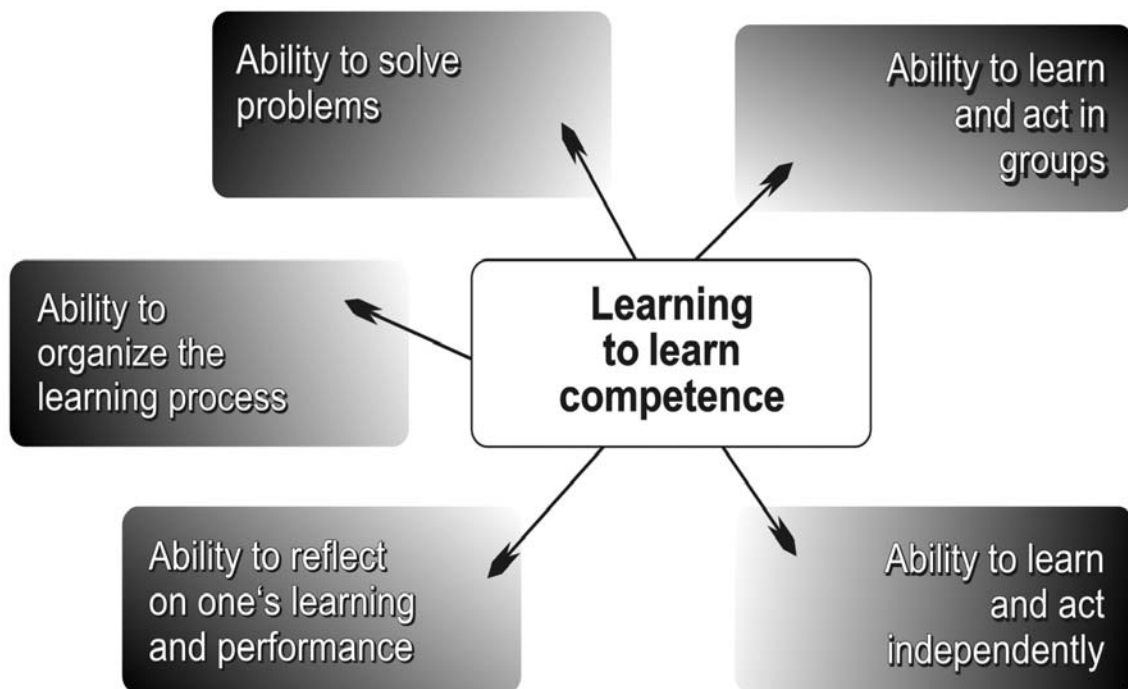 Ability to solve
problems
Ability to learn
and act in
groups
Ability to
organize the
learning process
Learning
to learn
competence
Ability to reflect
on one‘s learning
and performance
Ability to learn
and act
independently